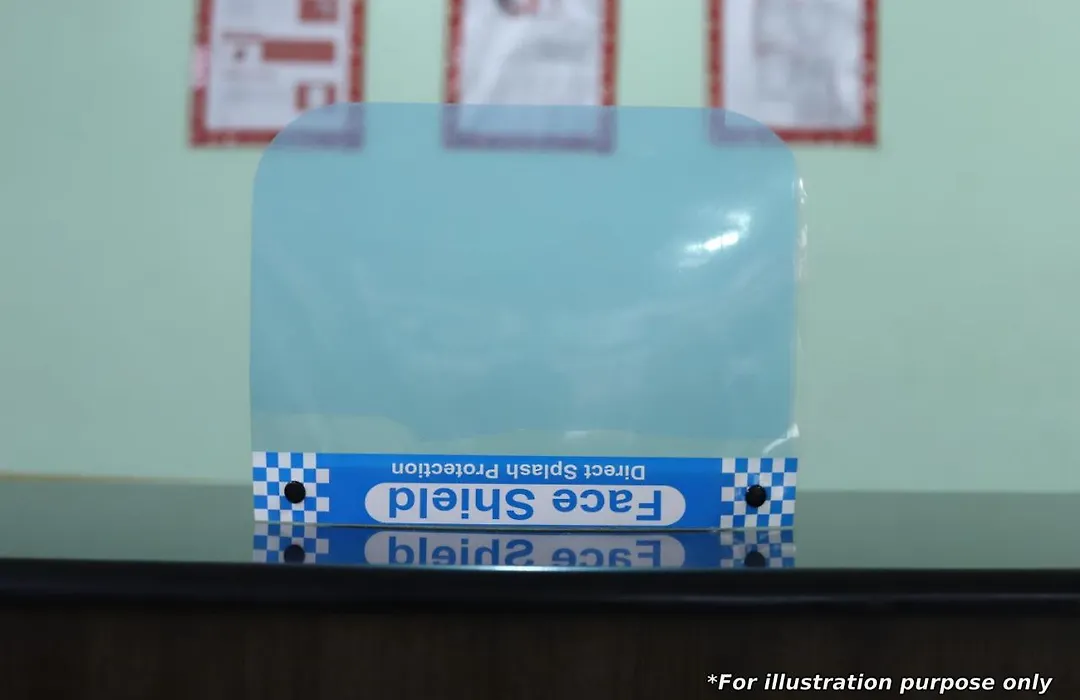 Face Shield
Direct Splash Protection
*For illustration purpose only